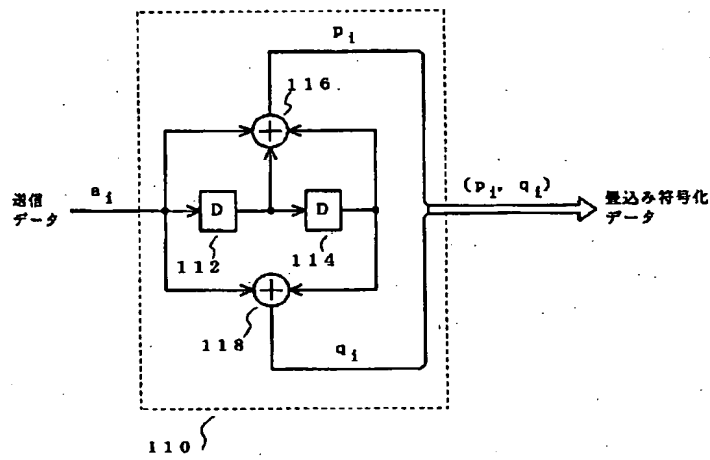 p_i
116
送信
データ
a_i
D
D
(p_i, q_i)
畳込み符号化
データ
112
114
118
q_i
110